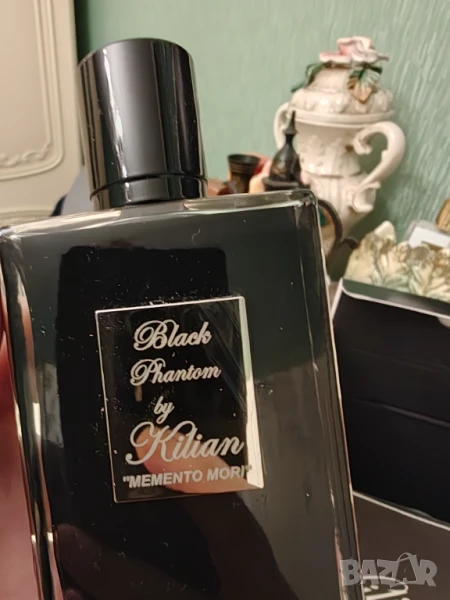 Black
Phantom
by
Kilian
"MEMENTO MORI"
BAZAR